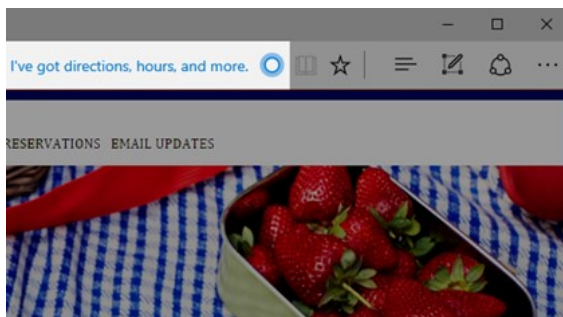 I've got directions, hours, and more.
RESERVATIONS EMAIL UPDATES